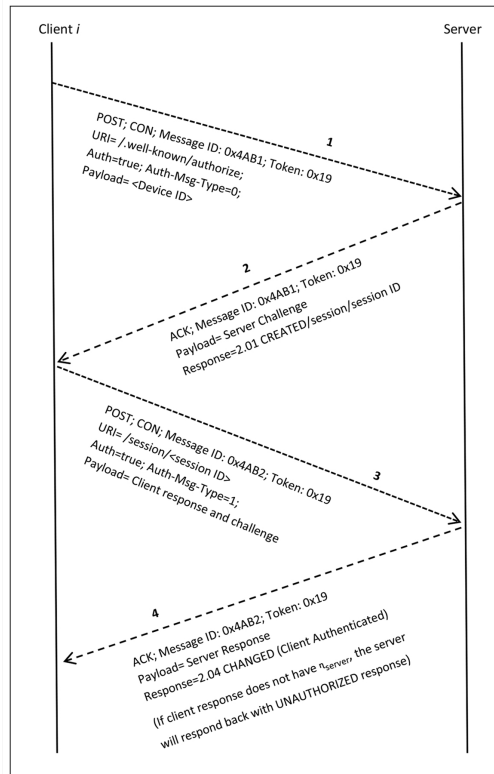 Client i
Server
1
POST; CON; Message ID: 0x4AB1; Token: 0x19
URI= /.well-known/authorize;
Auth=true; Auth-Msg-Type=0;
Payload= <Device ID>
2
ACK; Message ID: 0x4AB1; Token: 0x19
Payload= Server Challenge
Response=2.01 CREATED/session/session ID
POST; CON; Message ID: 0x4AB2; Token: 0x19
URI= /session/<session ID>
Auth=true; Auth-Msg-Type=1;
Payload= Client response and challenge
3
4
ACK; Message ID: 0x4AB2; Token: 0x19
Payload= Server Response
Response=2.04 CHANGED (Client Authenticated)
(If client response does not have nserver, the server
will respond back with UNAUTHORIZED response)